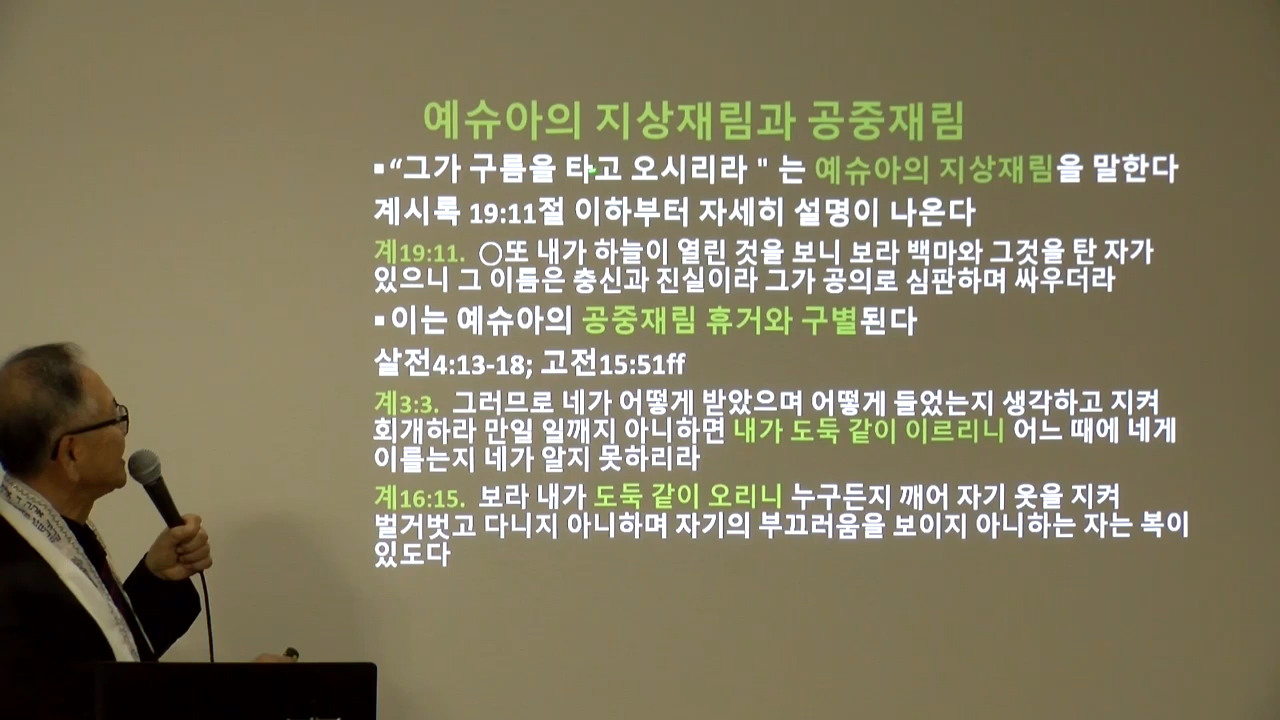 예슈아의 지상재림과 공중재림
▪“그가 구름을 타고 오시리라 " 는 예슈아의 지상재림을 말한다
계시록 19:11절 이하부터 자세히 설명이 나온다
계19:11. ○또 내가 하늘이 열린 것을 보니 보라 백마와 그것을 탄 자가
있으니 그 이름은 충신과 진실이라 그가 공의로 심판하며 싸우더라
▪이는 예슈아의 공중재림 휴거와 구별된다
살전4:13-18; 고전15:51ff
계3:3. 그러므로 네가 어떻게 받았으며 어떻게 들었는지 생각하고 지켜
회개하라 만일 일깨지 아니하면 내가 도둑 같이 이르리니 어느 때에 네게
이를는지 네가 알지 못하리라
계16:15. 보라 내가 도둑 같이 오리니 누구든지 깨어 자기 옷을 지켜
벌거벗고 다니지 아니하며 자기의 부끄러움을 보이지 아니하는 자는 복이
있도다